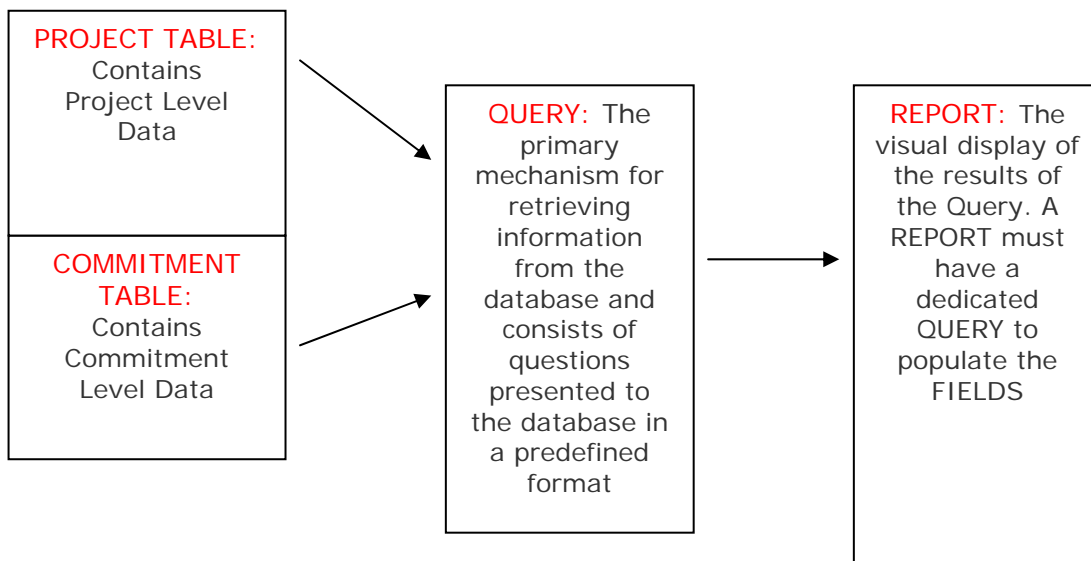 PROJECT TABLE:
Contains
Project Level
Data
COMMITMENT
TABLE:
Contains
Commitment
Level Data
QUERY: The
primary
mechanism for
retrieving
information
from the
database and
consists of
questions
presented to
the database in
a predefined
format
REPORT: The
visual display of
the results of
the Query. A
REPORT must
have a
dedicated
QUERY to
populate the
FIELDS